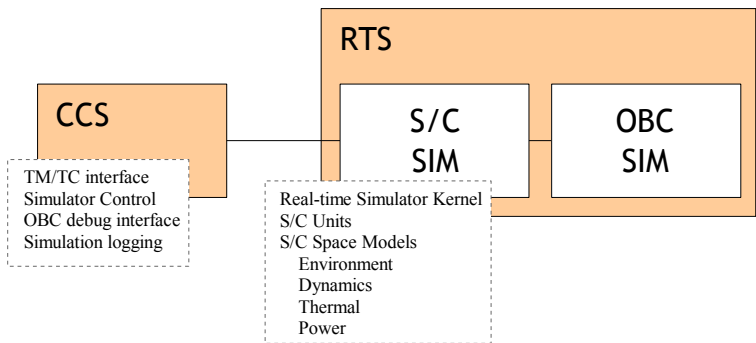 RTS
CCS
S/C
SIM
OBC
SIM
TM/TC interface
Simulator Control
OBC debug interface
Simulation logging
Real-time Simulator Kernel
S/C Units
S/C Space Models
Environment
Dynamics
Thermal
Power